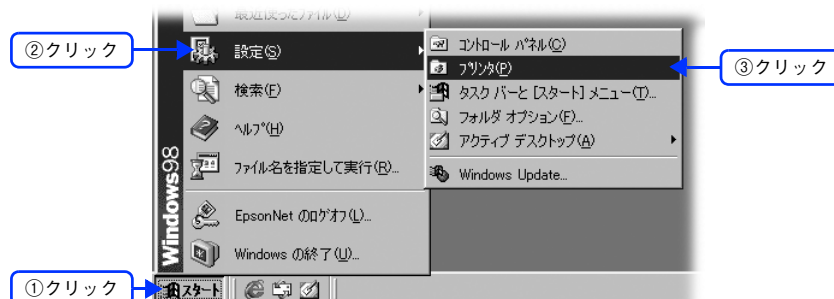 最近使ったファイル(D)
②クリック
設定(S)
コントロール パネル(C)
プリンタ(P)
③クリック
検索(F)
タスク バーと [スタート] メニュー(T)...
フォルダ オプション(F)...
ヘルプ(H)
アクティブ デスクトップ(A)
ファイル名を指定して実行(R)...
Windows Update...
EpsonNet のログオフ(L)...
Windows の終了(U)...
Windows98
①クリック
スタート